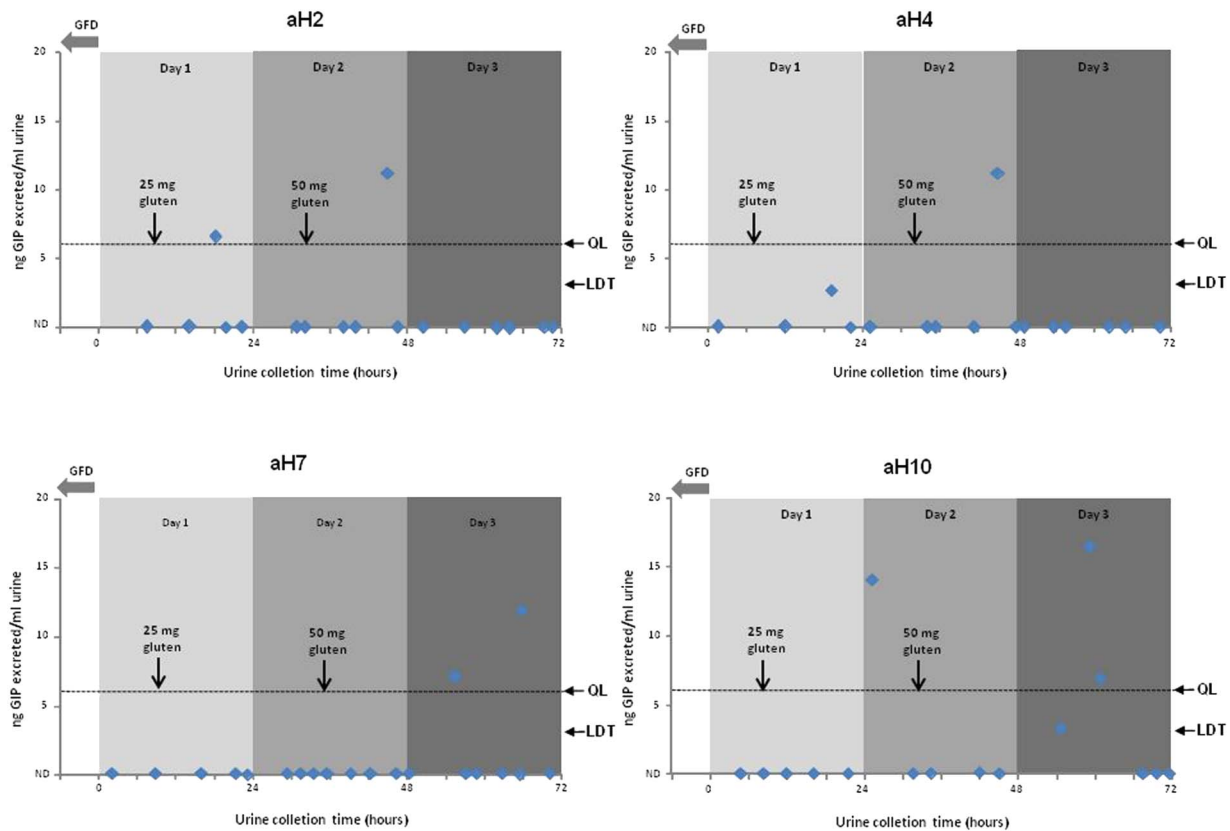 aH2
GFD
20
Day 1
Day 2
Day 3
15
25 mg
gluten
50 mg
gluten
10
QL
5
LDT
ND
0
24
48
72
ng GIP excreted/ml urine
Urine colletion time (hours)
aH4
GFD
20
Day 1
Day 2
Day 3
15
25 mg
gluten
50 mg
gluten
10
QL
5
LDT
ND
0
24
48
72
ng GIP excreted/ml urine
Urine colletion time (hours)
aH7
GFD
20
Day 1
Day 2
Day 3
15
25 mg
gluten
50 mg
gluten
10
QL
5
LDT
ND
0
24
48
72
ng GIP excreted/ml urine
Urine colletion time (hours)
aH10
GFD
20
Day 1
Day 2
Day 3
15
25 mg
gluten
50 mg
gluten
10
QL
5
LDT
ND
0
24
48
72
ng GIP excreted/ml urine
Urine colletion time (hours)